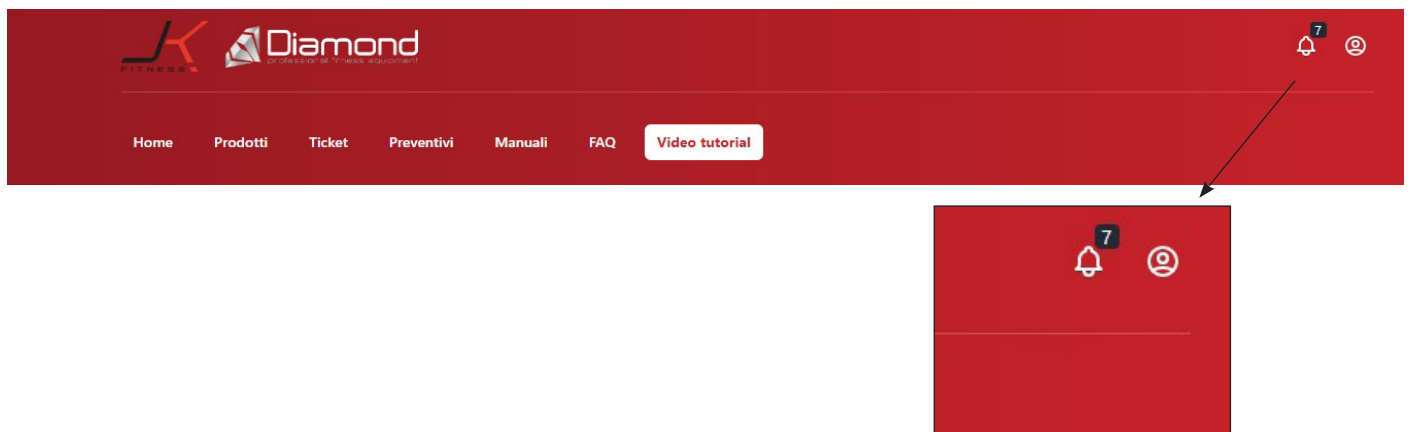 7
JK
FITNESS
Diamond
professional fitness equipment
Home Prodotti Ticket Preventivi Manuali FAQ Video tutorial
7